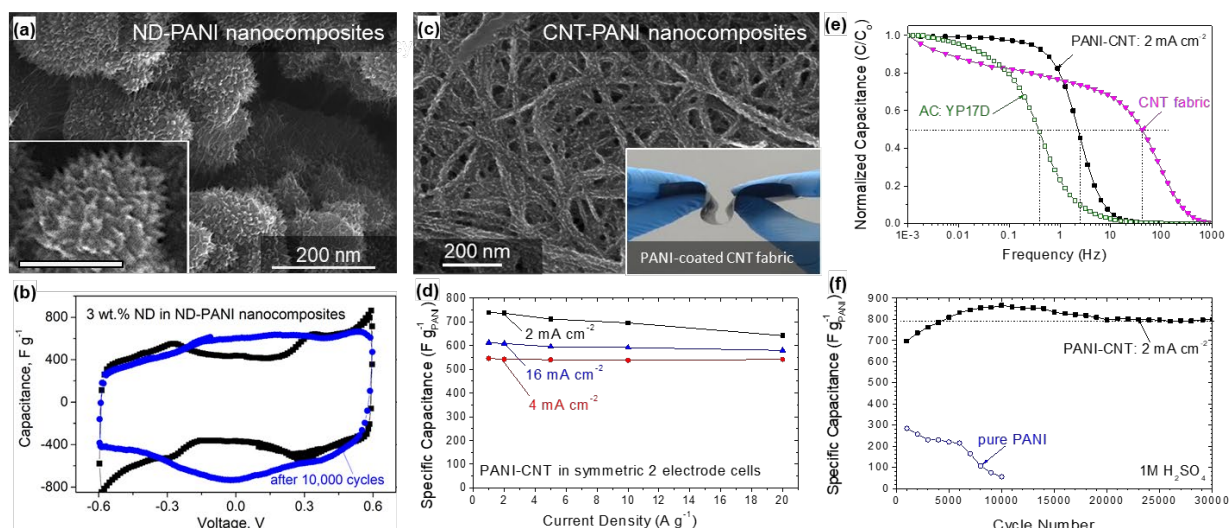 (a)
ND-PANI nanocomposites
200 nm
(c)
CNT-PANI nanocomposites
200 nm
PANI-coated CNT fabric
(e)
Normalized Capacitance (C/C₀)
1.0
0.8
0.6
0.4
0.2
0.0
PANI-CNT: 2 mA cm⁻²
AC: YP17D
CNT fabric
1E-3 0.01 0.1 1 10 100 1000
Frequency (Hz)
(b)
Capacitance, F g⁻¹
800
400
0
-400
-800
3 wt.% ND in ND-PANI nanocomposites
after 10,000 cycles
-0.6 -0.3 0.0 0.3 0.6
Voltage, V
(d)
Specific Capacitance (F g⁻¹PANI)
800
700
600
500
400
300
200
100
0
2 mA cm⁻²
16 mA cm⁻²
4 mA cm⁻²
PANI-CNT in symmetric 2 electrode cells
0 2 4 6 8 10 12 14 16 18 20
Current Density (A g⁻¹)
(f)
Specific Capacitance (F g⁻¹PANI)
900
800
700
600
500
400
300
200
100
0
PANI-CNT: 2 mA cm⁻²
pure PANI
1M H₂SO₄
0 5000 10000 15000 20000 25000 30000
Cycle Number